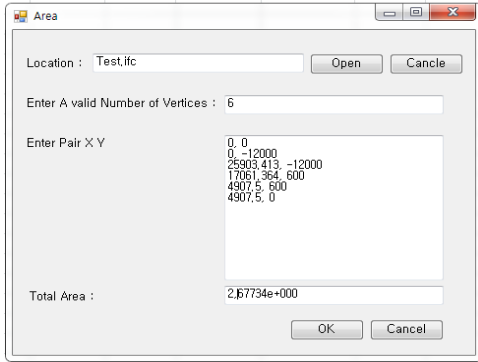 Area
Location : Test,ifc Open Cancle
Enter A valid Number of Vertices : 6
Enter Pair X Y
0, 0
0, -12000
25903,413, -12000
17061,364, 600
4907,5, 600
4907,5, 0
Total Area : 2,67734e+000
OK Cancel